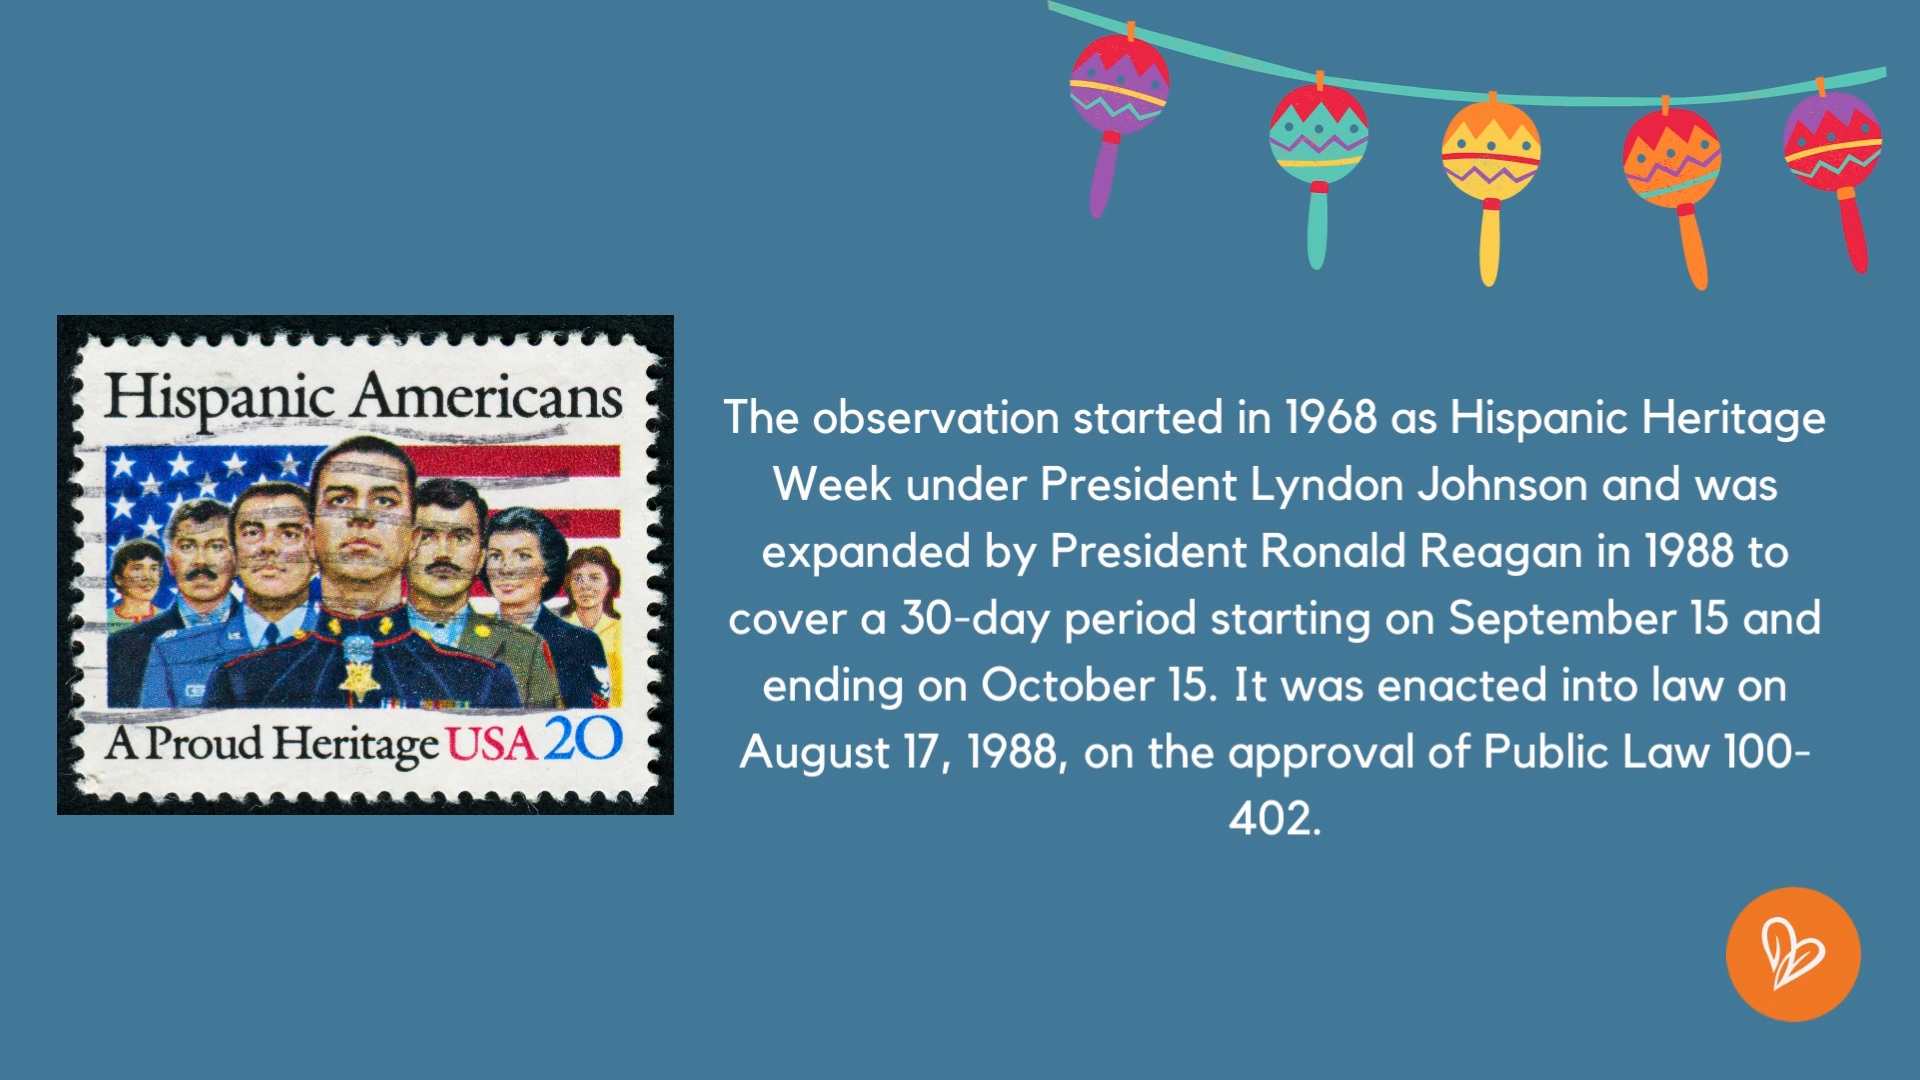 Hispanic Americans
A Proud Heritage USA 20
The observation started in 1968 as Hispanic Heritage
Week under President Lyndon Johnson and was
expanded by President Ronald Reagan in 1988 to
cover a 30-day period starting on September 15 and
ending on October 15. It was enacted into law on
August 17, 1988, on the approval of Public Law 100-
402.